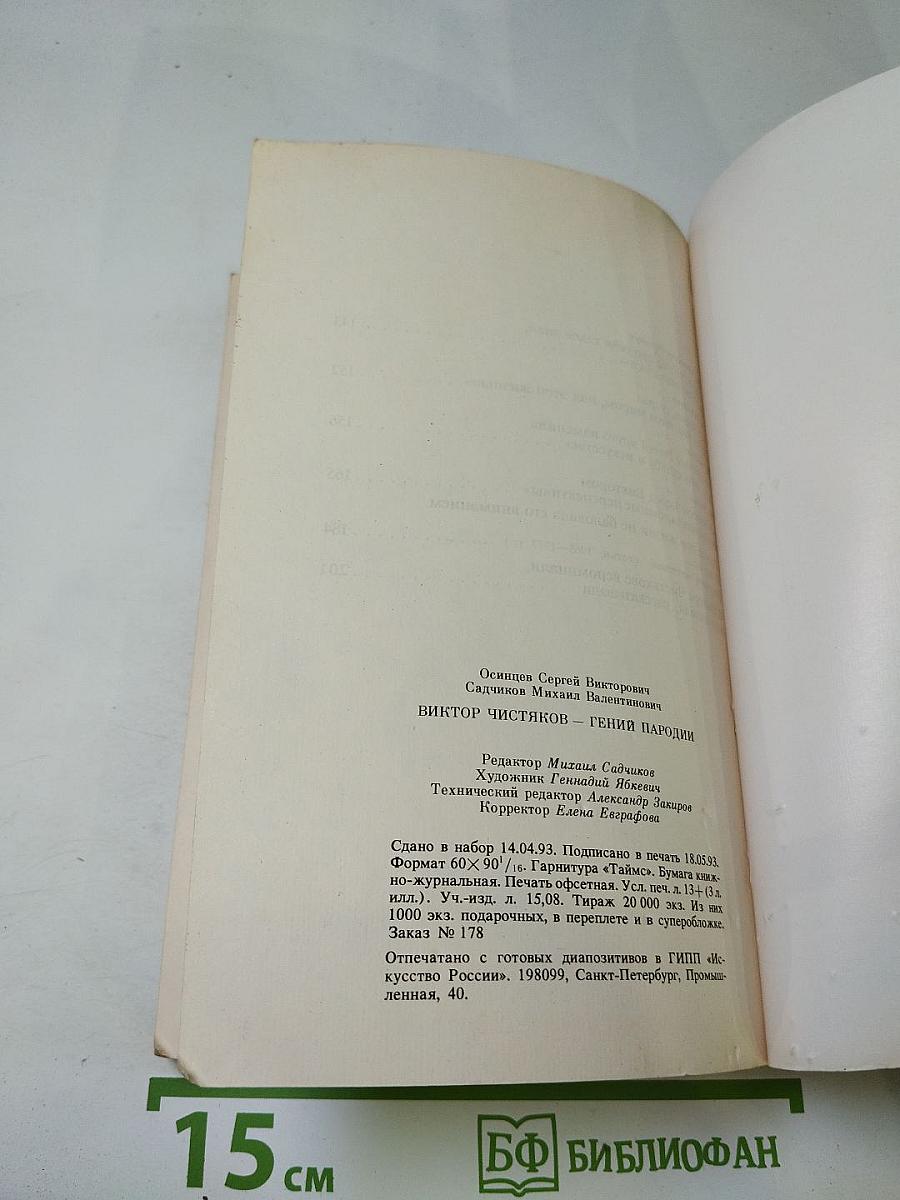 Осинцев Сергей Викторович
Садчиков Михаил Валентинович
ВИКТОР ЧИСТЯКОВ — ГЕНИЙ ПАРОДИИ
Редактор Михаил Садчиков
Художник Геннадий Ябкевич
Технический редактор Александр Закиров
Корректор Елена Евграфова
Сдано в набор 14.04.93. Подписано в печать 18.05.93.
Формат 60×90¹/₁₆. Гарнитура «Таймс». Бумага книж-
но-журнальная. Печать офсетная. Усл. печ. л. 13+(3 л.
илл.). Уч.-изд. л. 15,08. Тираж 20 000 экз. Из них
1000 экз. подарочных, в переплете и в суперобложке.
Заказ № 178
Отпечатано с готовых диапозитивов в ГИПП «Ис-
кусство России». 198099, Санкт-Петербург, Промыш-
ленная, 40.
15 см
БФ БИБЛИОФАН